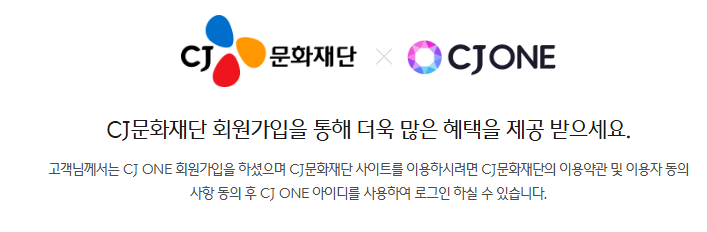 CJ 문화재단 × CJ ONE
CJ문화재단 회원가입을 통해 더욱 많은 혜택을 제공 받으세요.
고객님께서는 CJ ONE 회원가입을 하셨으며 CJ문화재단 사이트를 이용하시려면 CJ문화재단의 이용약관 및 이용자 동의
사항 동의 후 CJ ONE 아이디를 사용하여 로그인 하실 수 있습니다.